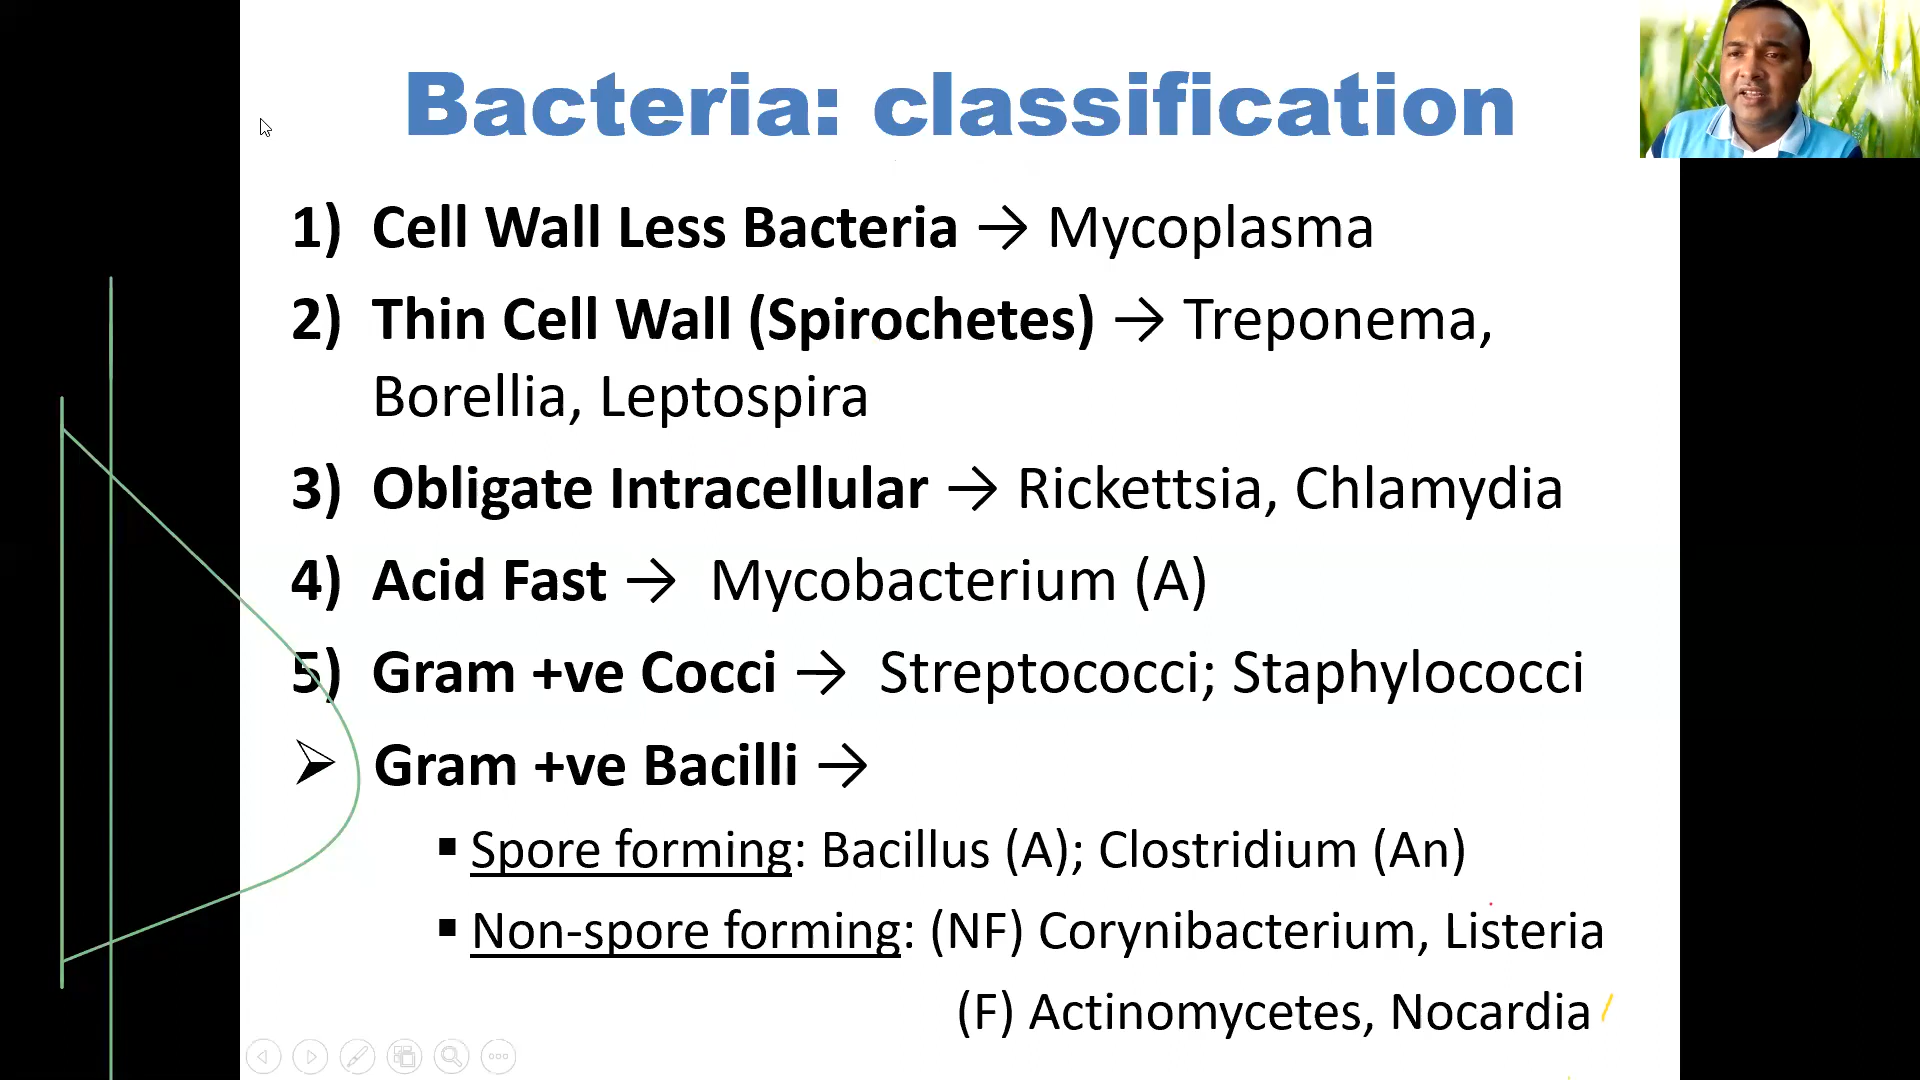 Bacteria: classification
1) Cell Wall Less Bacteria → Mycoplasma
2) Thin Cell Wall (Spirochetes) → Treponema,
Borellia, Leptospira
3) Obligate Intracellular → Rickettsia, Chlamydia
4) Acid Fast → Mycobacterium (A)
5) Gram +ve Cocci → Streptococci; Staphylococci
➢ Gram +ve Bacilli →
▪ Spore forming: Bacillus (A); Clostridium (An)
▪ Non-spore forming: (NF) Corynibacterium, Listeria
(F) Actinomycetes, Nocardia